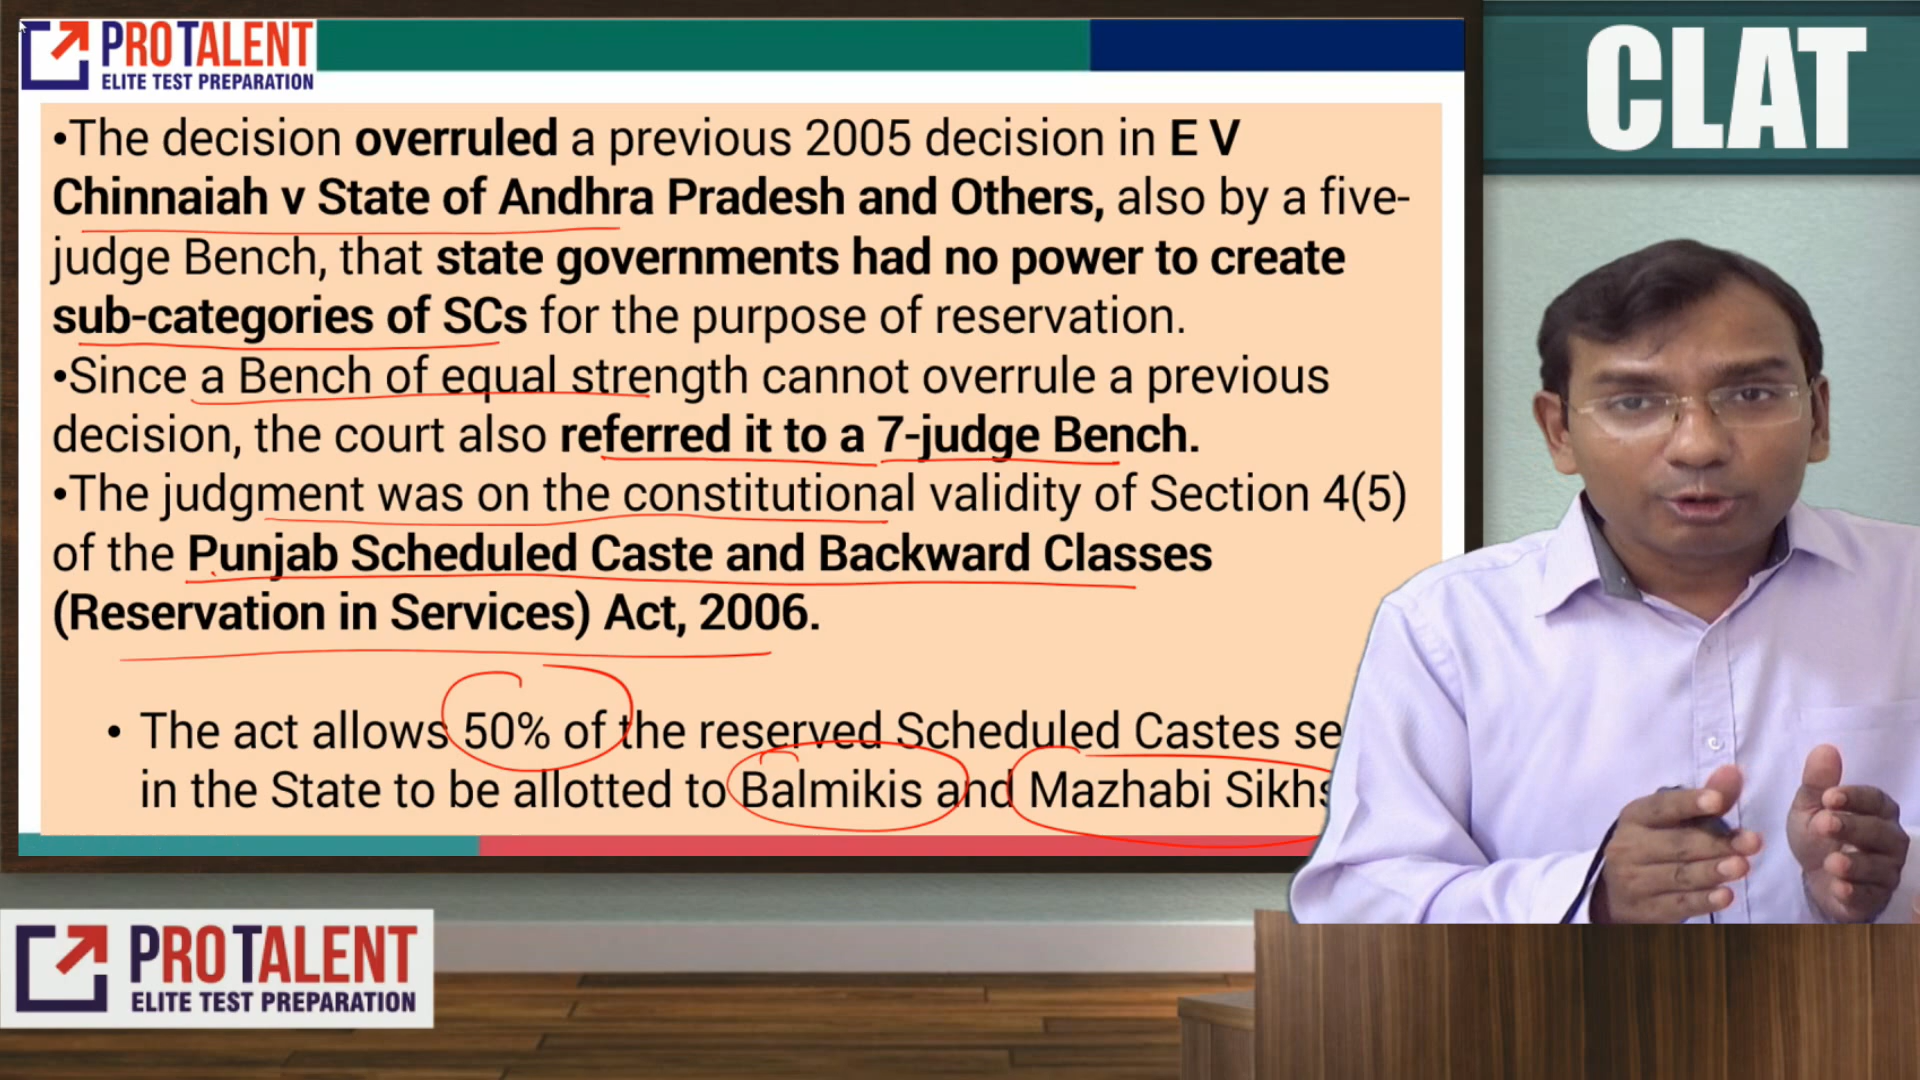 PROTALENT
ELITE TEST PREPARATION
CLAT
•The decision overruled a previous 2005 decision in E V
Chinnaiah v State of Andhra Pradesh and Others, also by a five-
judge Bench, that state governments had no power to create
sub-categories of SCs for the purpose of reservation.
•Since a Bench of equal strength cannot overrule a previous
decision, the court also referred it to a 7-judge Bench.
•The judgment was on the constitutional validity of Section 4(5)
of the Punjab Scheduled Caste and Backward Classes
(Reservation in Services) Act, 2006.
• The act allows 50% of the reserved Scheduled Castes se
in the State to be allotted to Balmikis and Mazhabi Sikhs
PROTALENT
ELITE TEST PREPARATION